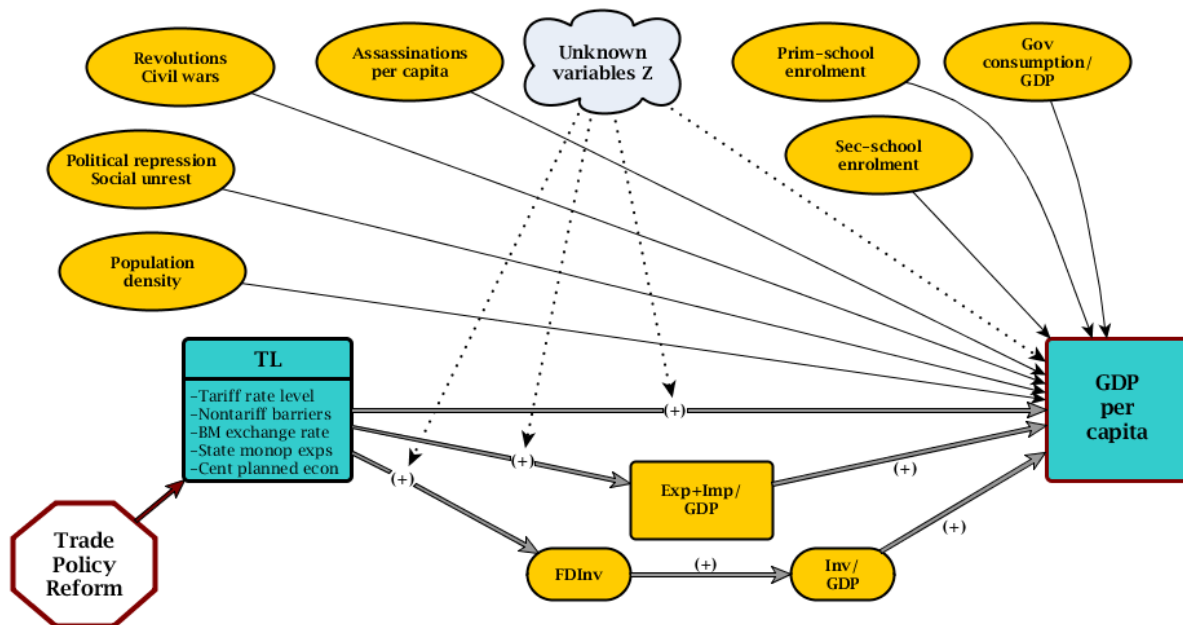 Revolutions
Civil wars
Assassinations
per capita
Unknown
variables Z
Prim-school
enrolment
Gov
consumption/
GDP
Sec-school
enrolment
Political repression
Social unrest
Population
density
TL
-Tariff rate level
-Nontariff barriers
-BM exchange rate
-State monop exps
-Cent planned econ
(+)
(+)
(+)
GDP
per
capita
Exp+Imp/
GDP
(+)
Trade
Policy
Reform
FDInv
(+)
Inv/
GDP
(+)